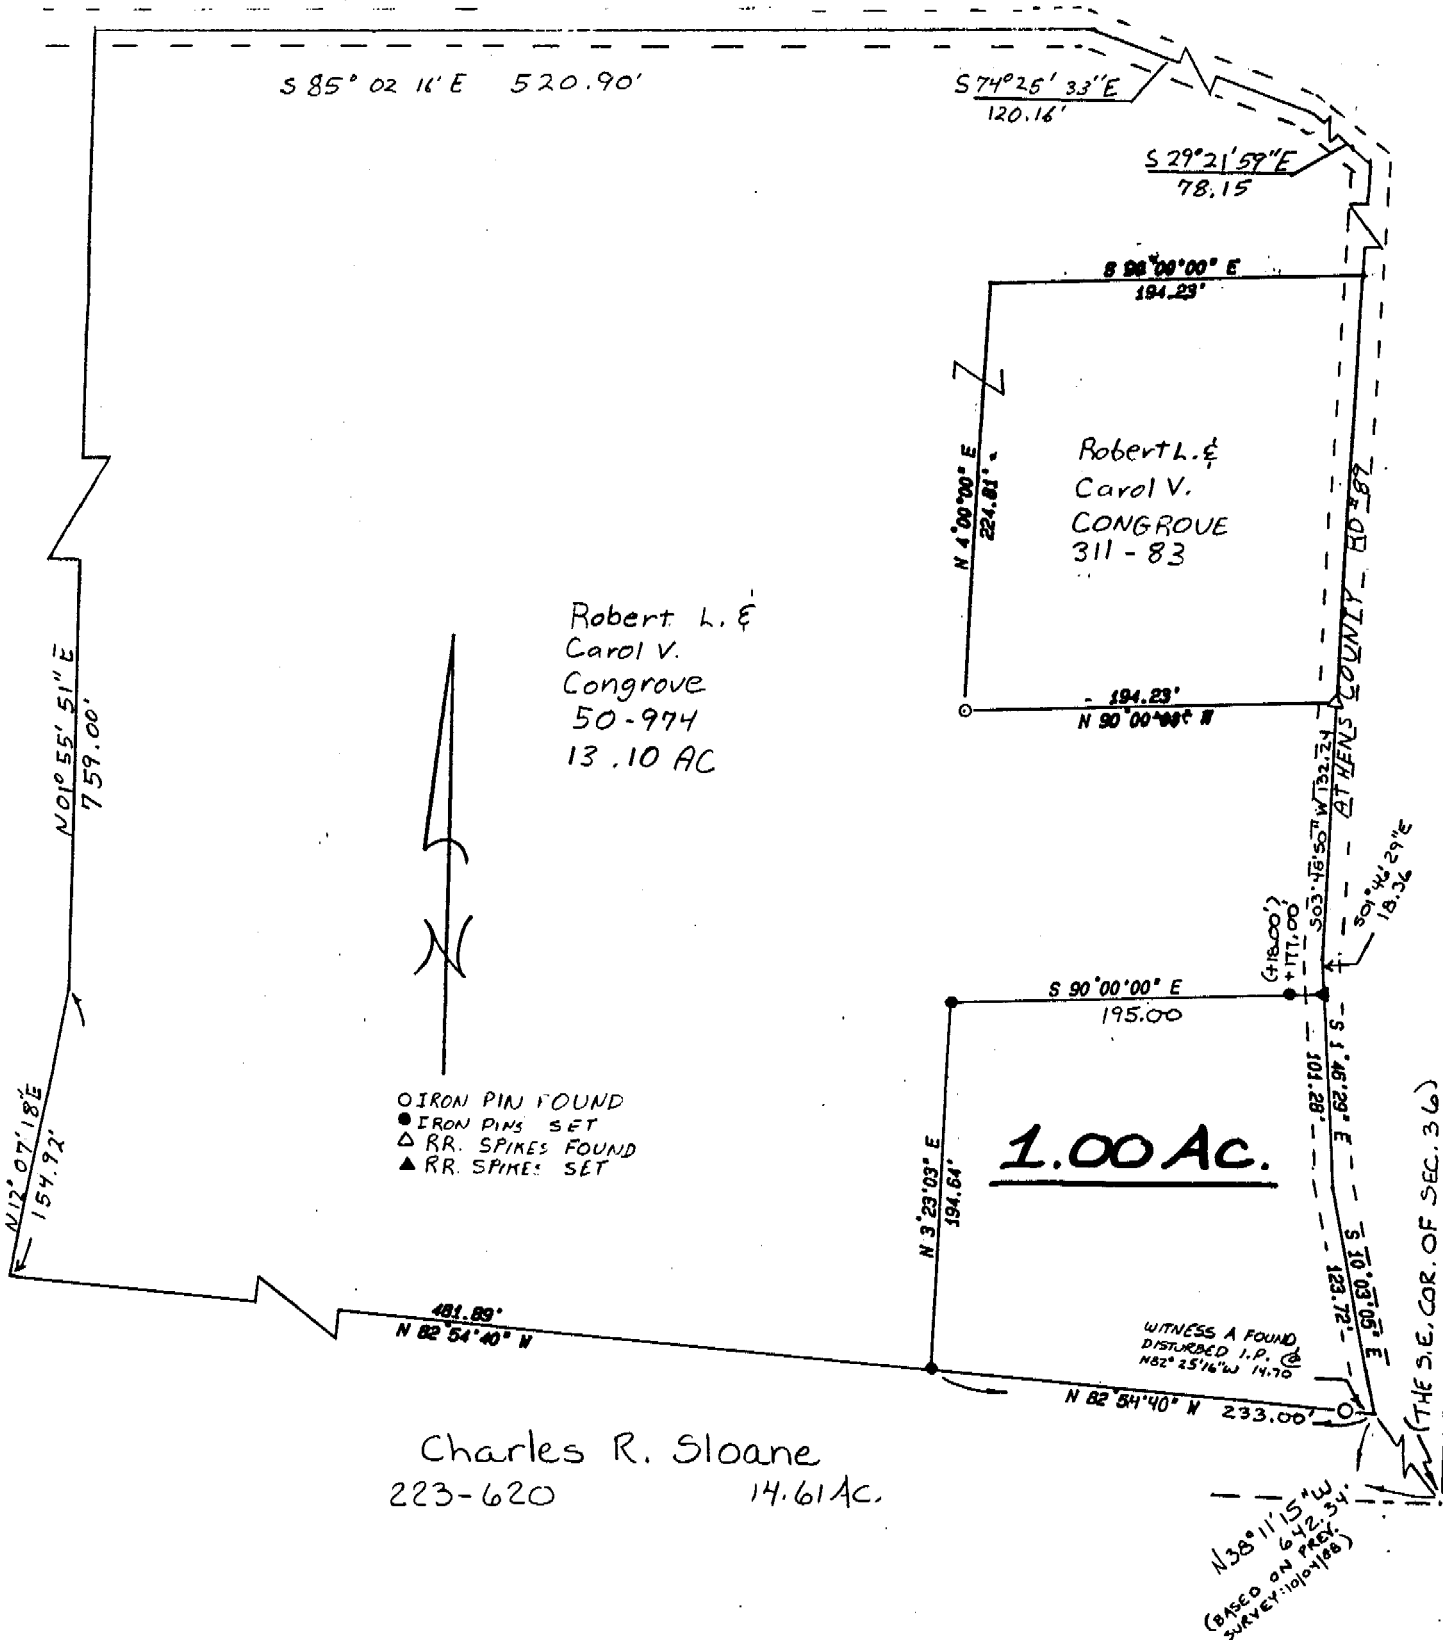 S 85° 02 16' E 520.90'
S 74° 25' 33" E
120.16'
S 29° 21' 59" E
78.15
S 90°00'00" E
194.23'
N 4°00'00" E
224.81'
Robert L. &
Carol V.
CONGROVE
311 - 83
ATHENS COUNTY RD # 89
Robert L. &
Carol V.
Congrove
50-974
13.10 AC
N01° 55' 51" E
759.00'
194.23'
N 90°00'00" W
S03°48'50" W 132.24
S01°46'29"E
18.36
(+18.00')
+177.00'
S 90°00'00" E
195.00
N
○ IRON PIN FOUND
● IRON PINS SET
△ RR. SPIKES FOUND
▲ RR. SPIKES SET
S 1°46'29" E
101.28'
1.00 AC.
N 3°23'03" E
194.64'
N12° 07' 18"E
154.92'
S 10°03'05" E
123.72'
481.89'
N 82°54'40" W
WITNESS A FOUND
DISTURBED I.P. @
N82° 25'16"W 14.70
N 82°54'40" W 233.00'
(THE S.E. COR. OF SEC. 36)
Charles R. Sloane
223-620 14.61 AC.
N38° 11' 15" W
642.34'
(BASED ON PREV.
SURVEY: 10/04/88)